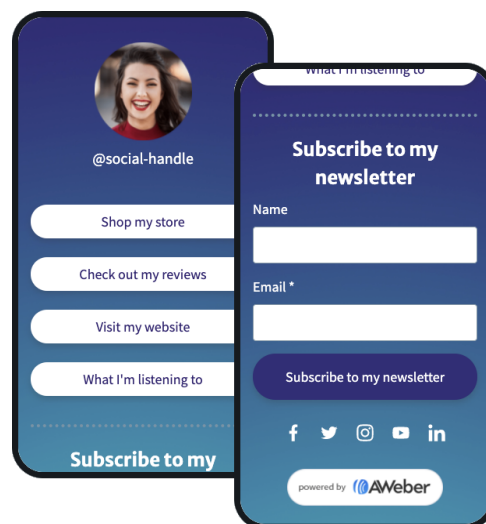 @social-handle
Shop my store
Check out my reviews
Visit my website
What I'm listening to
Subscribe to my
What I'm listening to
Subscribe to my
newsletter
Name
Email *
Subscribe to my newsletter
powered by AWeber